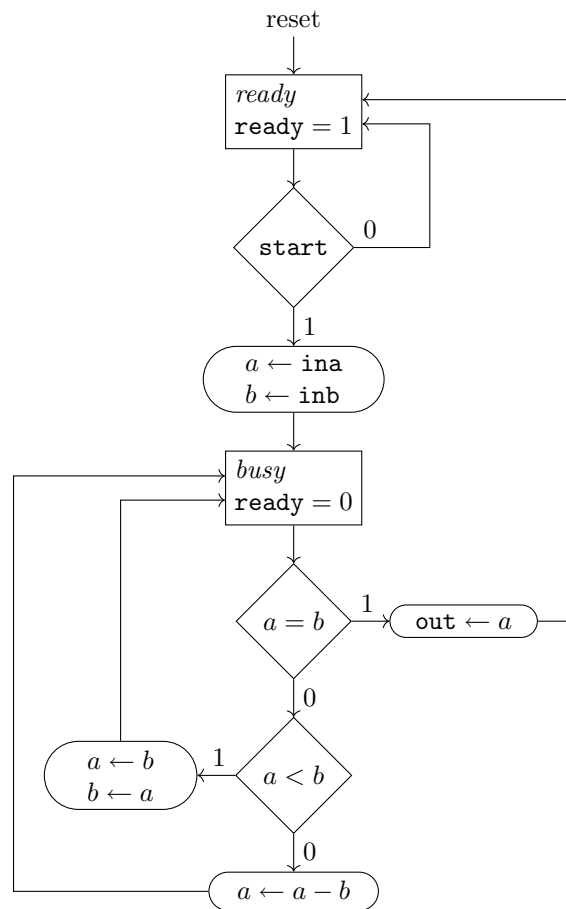 reset
ready
ready = 1
start
0
1
a ← ina
b ← inb
busy
ready = 0
a = b
1
out ← a
0
a < b
1
a ← b
b ← a
0
a ← a − b